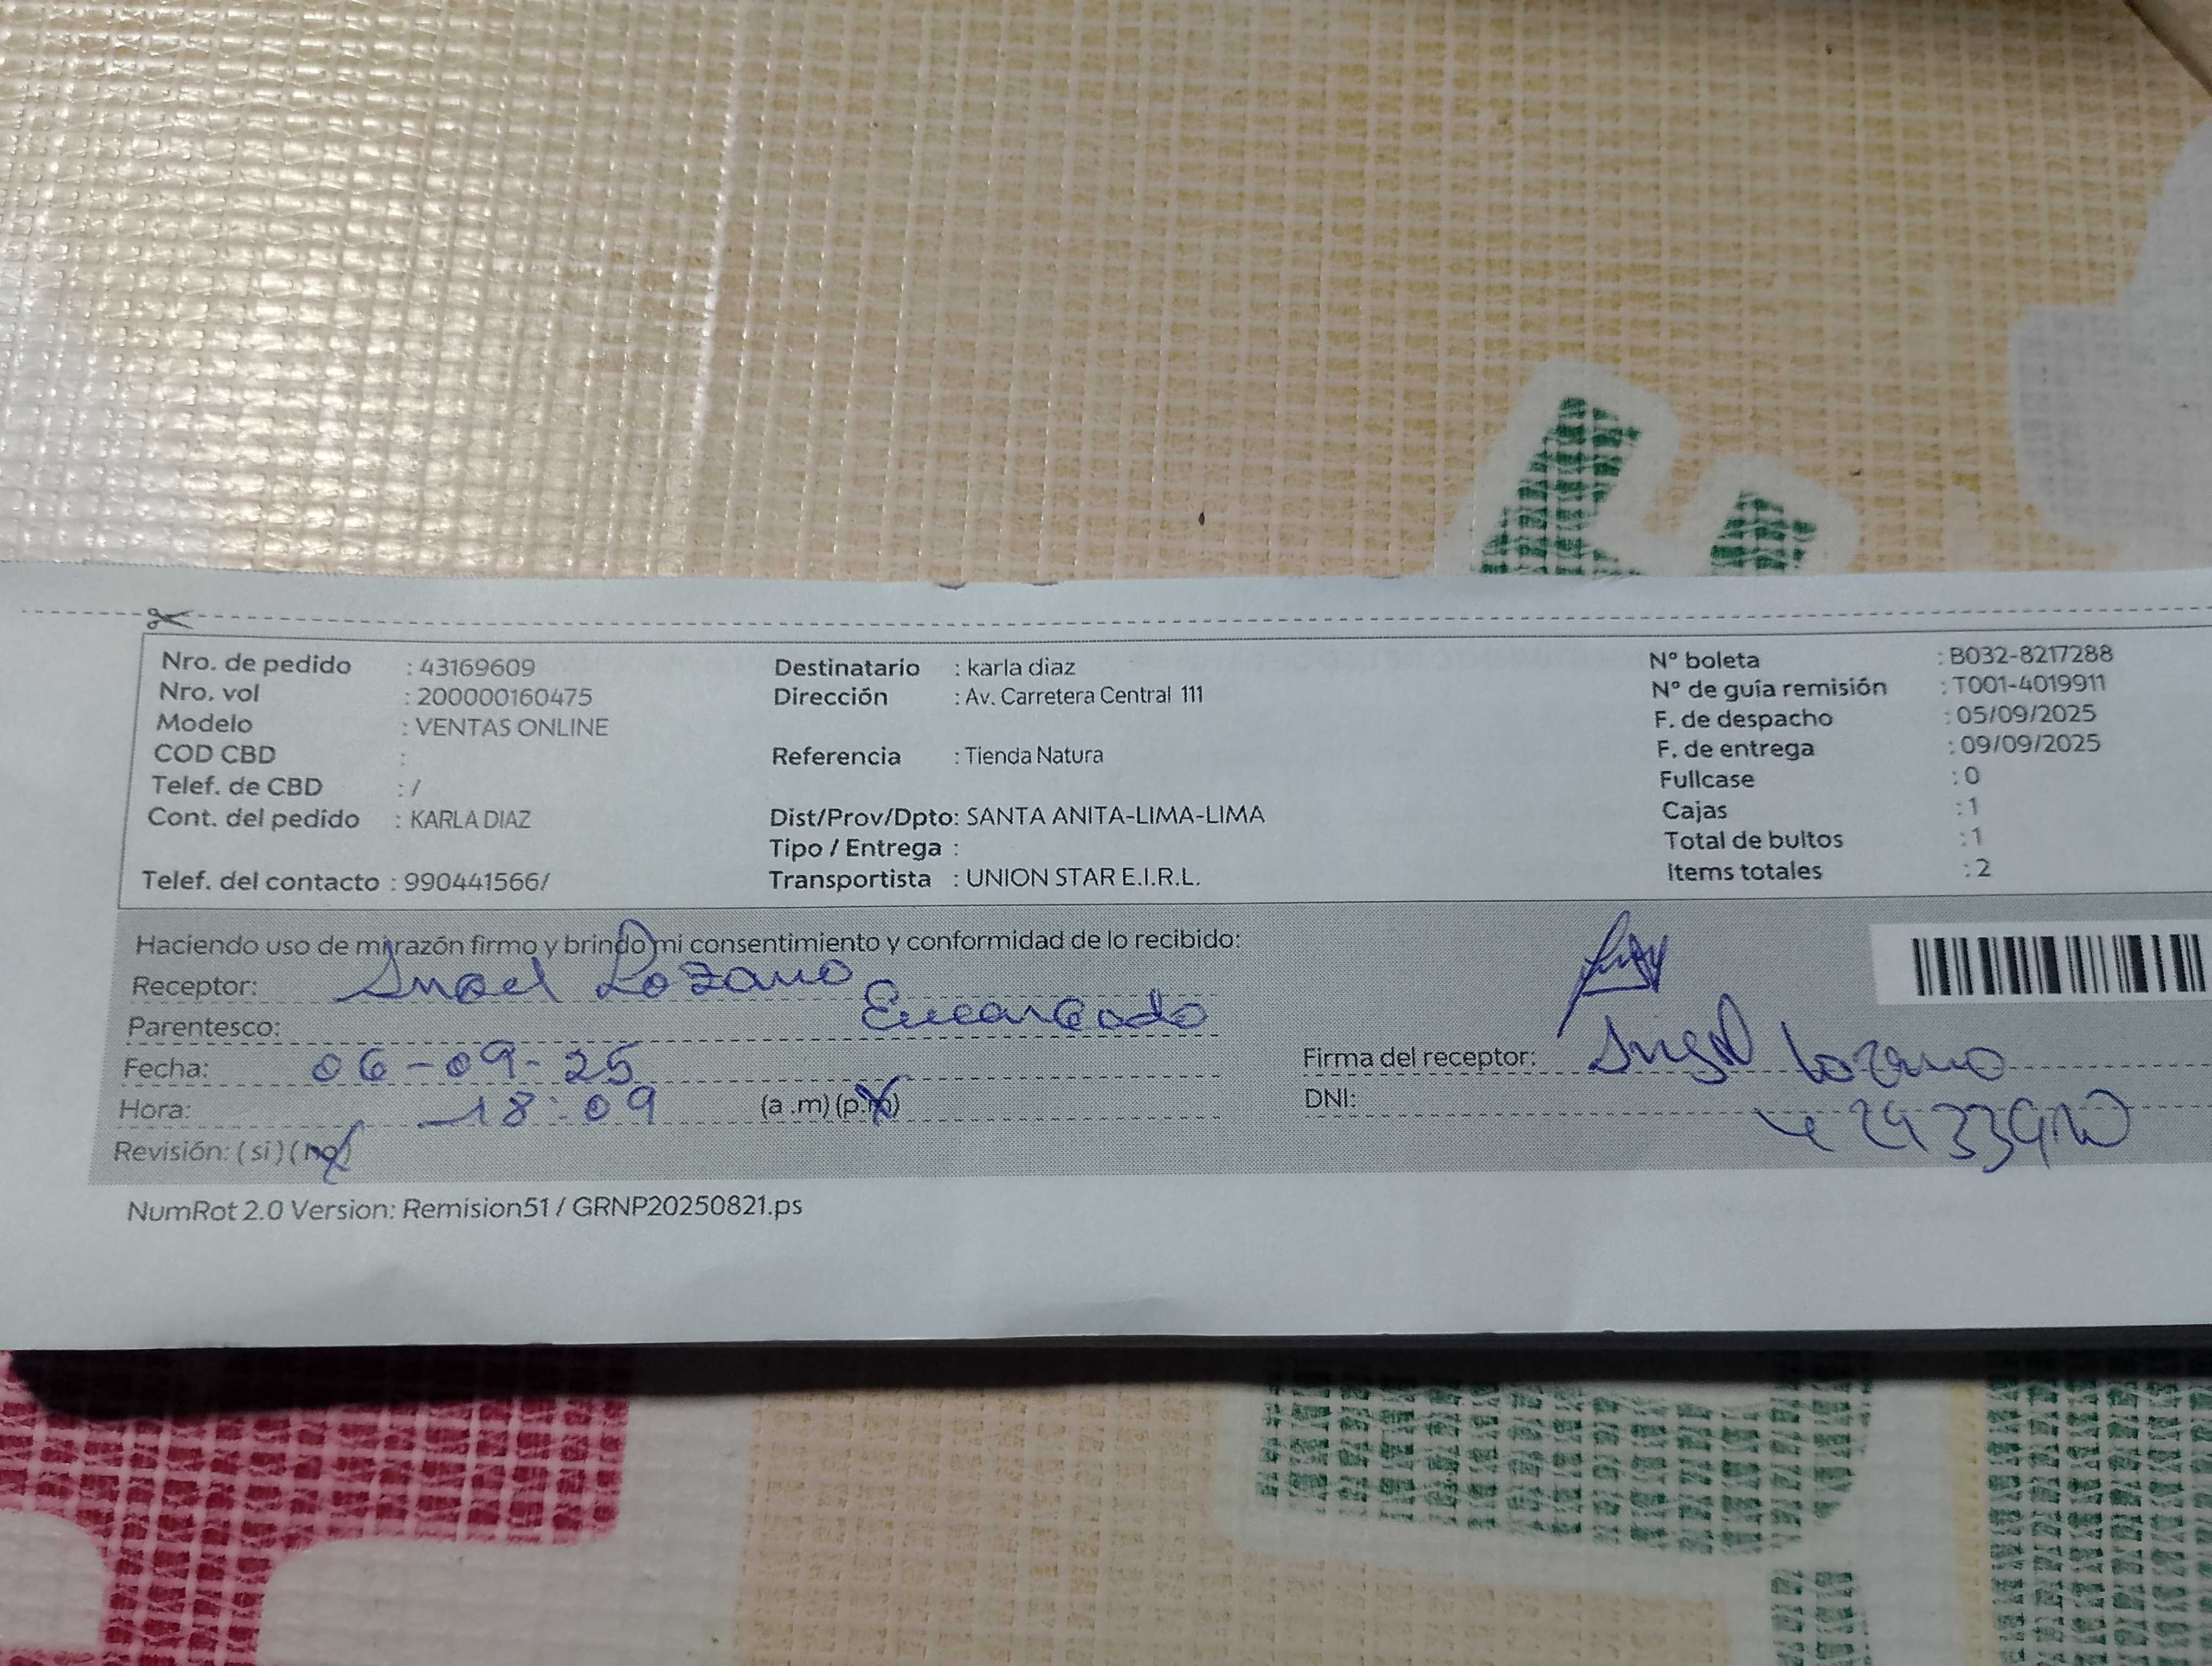 Nro. de pedido : 43169609
Nro. vol : 200000160475
Modelo : VENTAS ONLINE
COD CBD :
Telef. de CBD : /
Cont. del pedido : KARLA DIAZ
Telef. del contacto : 990441566/
Destinatario : karla diaz
Dirección : Av. Carretera Central 111
Referencia : Tienda Natura
Dist/Prov/Dpto: SANTA ANITA-LIMA-LIMA
Tipo / Entrega :
Transportista : UNION STAR E.I.R.L.
N° boleta : B032-8217288
N° de guía remisión : T001-4019911
F. de despacho : 05/09/2025
F. de entrega : 09/09/2025
Fullcase : 0
Cajas : 1
Total de bultos : 1
Items totales : 2
Haciendo uso de mi razón firmo y brindo mi consentimiento y conformidad de lo recibido:
Receptor: Angel Lozano
Parentesco: Encargado
Fecha: 06-09-25
Hora: 18:09 (a .m) (p.m)
Revisión: ( si ) ( no )
Firma del receptor: Angel Lozano
DNI:
NumRot 2.0 Version: Remision51 / GRNP20250821.ps